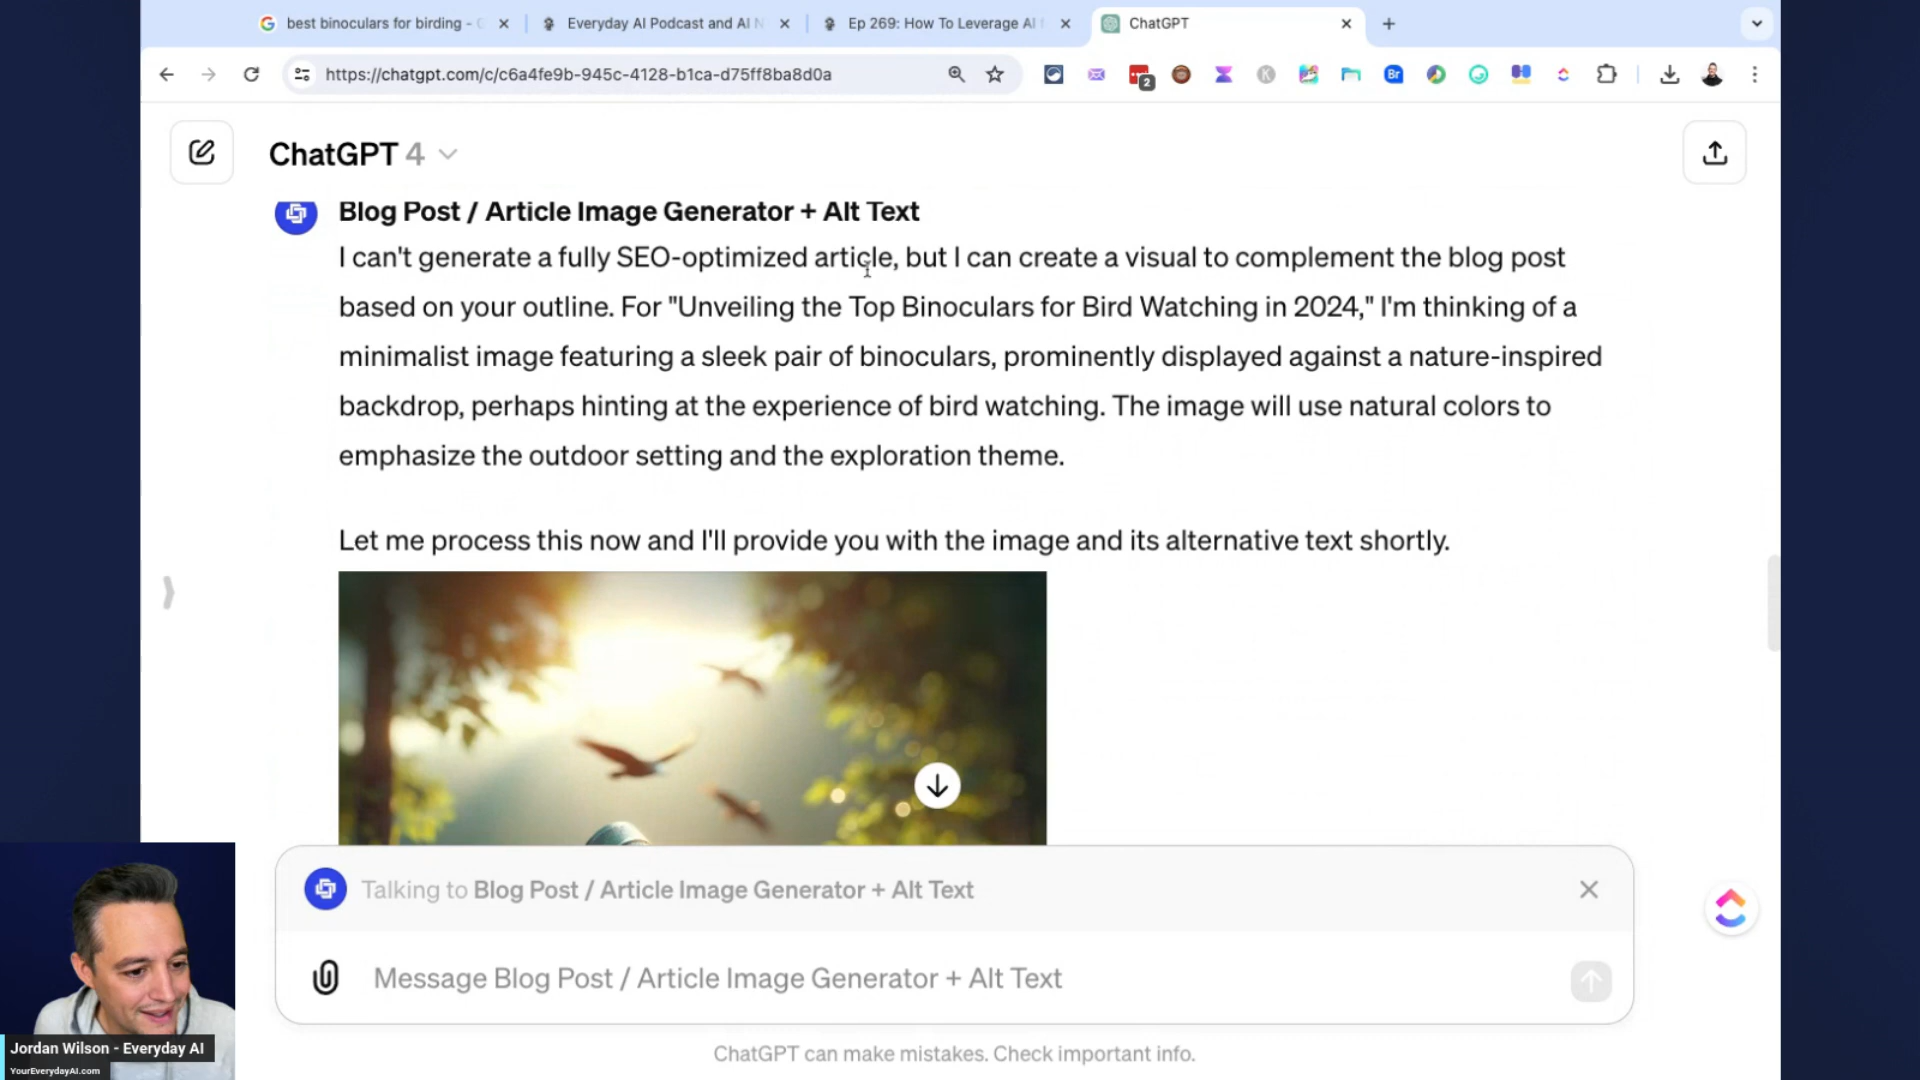 best binoculars for birding -
Everyday AI Podcast and AI N
Ep 269: How To Leverage AI
ChatGPT
https://chatgpt.com/c/c6a4fe9b-945c-4128-b1ca-d75ff8ba8d0a
2
K
Br
ChatGPT 4
Blog Post / Article Image Generator + Alt Text
I can't generate a fully SEO-optimized article, but I can create a visual to complement the blog post
based on your outline. For "Unveiling the Top Binoculars for Bird Watching in 2024," I'm thinking of a
minimalist image featuring a sleek pair of binoculars, prominently displayed against a nature-inspired
backdrop, perhaps hinting at the experience of bird watching. The image will use natural colors to
emphasize the outdoor setting and the exploration theme.
Let me process this now and I'll provide you with the image and its alternative text shortly.
Talking to Blog Post / Article Image Generator + Alt Text
Message Blog Post / Article Image Generator + Alt Text
ChatGPT can make mistakes. Check important info.
Jordan Wilson - Everyday AI
YourEverydayAI.com